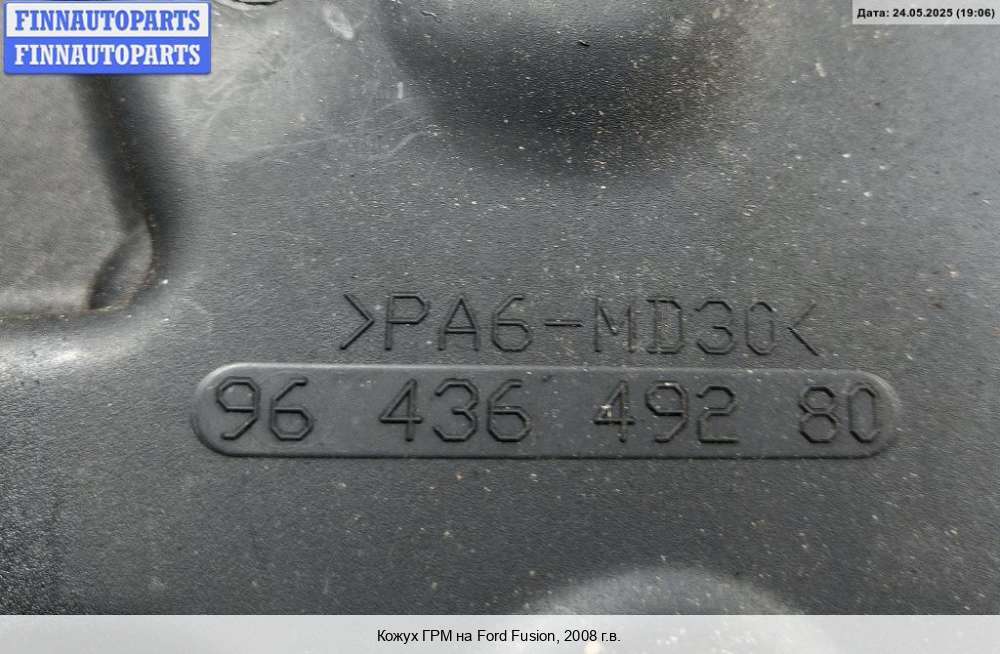 FINNAUTOPARTS
FINNAUTOPARTS
Дата: 24.05.2025 (19:06)
>PA6-MD30<
96 436 492 80
Кожух ГРМ на Ford Fusion, 2008 г.в.